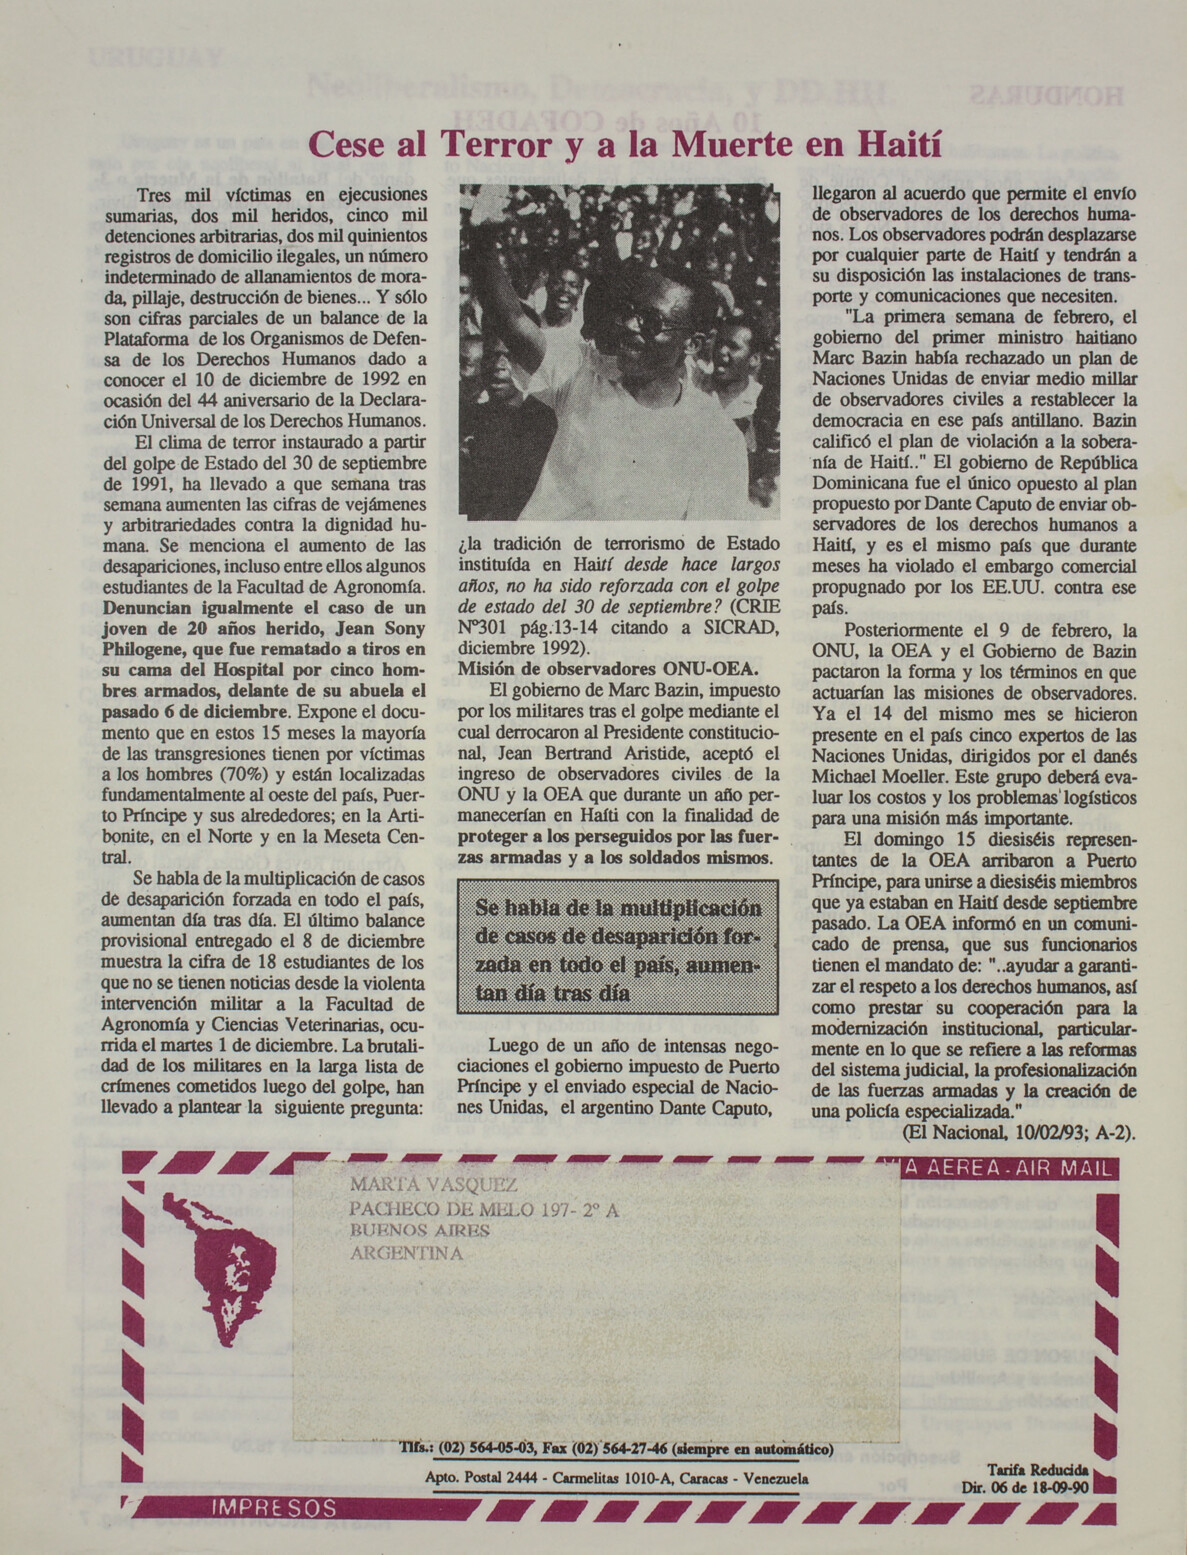 Cese al Terror y a la Muerte en Haití
Tres mil víctimas en ejecusiones
sumarias, dos mil heridos, cinco mil
detenciones arbitrarias, dos mil quinientos
registros de domicilio ilegales, un número
indeterminado de allanamientos de mora-
da, pillaje, destrucción de bienes... Y sólo
son cifras parciales de un balance de la
Plataforma de los Organismos de Defen-
sa de los Derechos Humanos dado a
conocer el 10 de diciembre de 1992 en
ocasión del 44 aniversario de la Declara-
ción Universal de los Derechos Humanos.
El clima de terror instaurado a partir
del golpe de Estado del 30 de septiembre
de 1991, ha llevado a que semana tras
semana aumenten las cifras de vejámenes
y arbitrariedades contra la dignidad hu-
mana. Se menciona el aumento de las
desapariciones, incluso entre ellos algunos
estudiantes de la Facultad de Agronomía.
Denuncian igualmente el caso de un
joven de 20 años herido, Jean Sony
Philogene, que fue rematado a tiros en
su cama del Hospital por cinco hom-
bres armados, delante de su abuela el
pasado 6 de diciembre. Expone el docu-
mento que en estos 15 meses la mayoría
de las transgresiones tienen por víctimas
a los hombres (70%) y están localizadas
fundamentalmente al oeste del país, Puer-
to Príncipe y sus alrededores; en la Arti-
bonite, en el Norte y en la Meseta Cen-
tral.
Se habla de la multiplicación de casos
de desaparición forzada en todo el país,
aumentan día tras día. El último balance
provisional entregado el 8 de diciembre
muestra la cifra de 18 estudiantes de los
que no se tienen noticias desde la violenta
intervención militar a la Facultad de
Agronomía y Ciencias Veterinarias, ocu-
rrida el martes 1 de diciembre. La brutali-
dad de los militares en la larga lista de
crímenes cometidos luego del golpe, han
llevado a plantear la siguiente pregunta:
¿la tradición de terrorismo de Estado
instituída en Haití desde hace largos
años, no ha sido reforzada con el golpe
de estado del 30 de septiembre? (CRIE
Nº301 pág.13-14 citando a SICRAD,
diciembre 1992).
Misión de observadores ONU-OEA.
El gobierno de Marc Bazin, impuesto
por los militares tras el golpe mediante el
cual derrocaron al Presidente constitucio-
nal, Jean Bertrand Aristide, aceptó el
ingreso de observadores civiles de la
ONU y la OEA que durante un año per-
manecerían en Haíti con la finalidad de
proteger a los perseguidos por las fuer-
zas armadas y a los soldados mismos.
Se habla de la multiplicación
de casos de desaparición for-
zada en todo el país, aumen-
tan día tras día
Luego de un año de intensas nego-
ciaciones el gobierno impuesto de Puerto
Príncipe y el enviado especial de Nacio-
nes Unidas, el argentino Dante Caputo,
llegaron al acuerdo que permite el envío
de observadores de los derechos huma-
nos. Los observadores podrán desplazarse
por cualquier parte de Haití y tendrán a
su disposición las instalaciones de trans-
porte y comunicaciones que necesiten.
"La primera semana de febrero, el
gobierno del primer ministro haitiano
Marc Bazin había rechazado un plan de
Naciones Unidas de enviar medio millar
de observadores civiles a restablecer la
democracia en ese país antillano. Bazin
calificó el plan de violación a la sobera-
nía de Haití.." El gobierno de República
Dominicana fue el único opuesto al plan
propuesto por Dante Caputo de enviar ob-
servadores de los derechos humanos a
Haití, y es el mismo país que durante
meses ha violado el embargo comercial
propugnado por los EE.UU. contra ese
país.
Posteriormente el 9 de febrero, la
ONU, la OEA y el Gobierno de Bazin
pactaron la forma y los términos en que
actuarían las misiones de observadores.
Ya el 14 del mismo mes se hicieron
presente en el país cinco expertos de las
Naciones Unidas, dirigidos por el danés
Michael Moeller. Este grupo deberá eva-
luar los costos y los problemas logísticos
para una misión más importante.
El domingo 15 diesiséis represen-
tantes de la OEA arribaron a Puerto
Príncipe, para unirse a diesiséis miembros
que ya estaban en Haití desde septiembre
pasado. La OEA informó en un comuni-
cado de prensa, que sus funcionarios
tienen el mandato de: "..ayudar a garanti-
zar el respeto a los derechos humanos, así
como prestar su cooperación para la
modernización institucional, particular-
mente en lo que se refiere a las reformas
del sistema judicial, la profesionalización
de las fuerzas armadas y la creación de
una policía especializada."
(El Nacional, 10/02/93; A-2).
VIA AEREA - AIR MAIL
MARTA VASQUEZ
PACHECO DE MELO 197- 2º A
BUENOS AIRES
ARGENTINA
Tlfs.: (02) 564-05-03, Fax (02) 564-27-46 (siempre en automático)
Apto. Postal 2444 - Carmelitas 1010-A, Caracas - Venezuela
Tarifa Reducida
Dir. 06 de 18-09-90
IMPRESOS